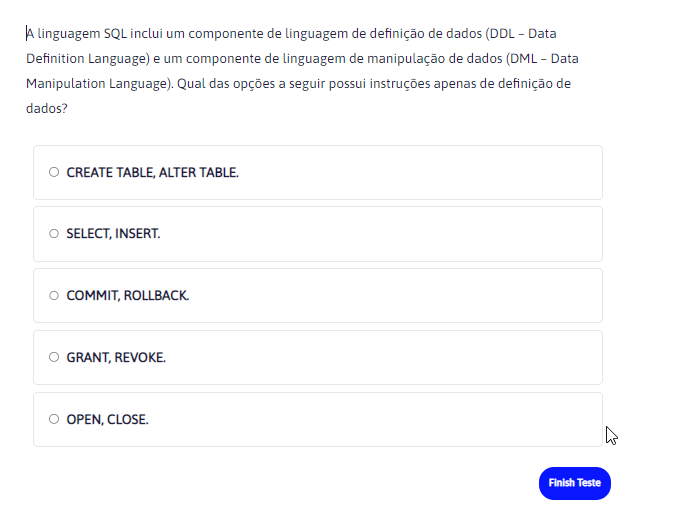 A linguagem SQL inclui um componente de linguagem de definição de dados (DDL – Data
Definition Language) e um componente de linguagem de manipulação de dados (DML – Data
Manipulation Language). Qual das opções a seguir possui instruções apenas de definição de
dados?
CREATE TABLE, ALTER TABLE.
SELECT, INSERT.
COMMIT, ROLLBACK.
GRANT, REVOKE.
OPEN, CLOSE.
Finish Teste